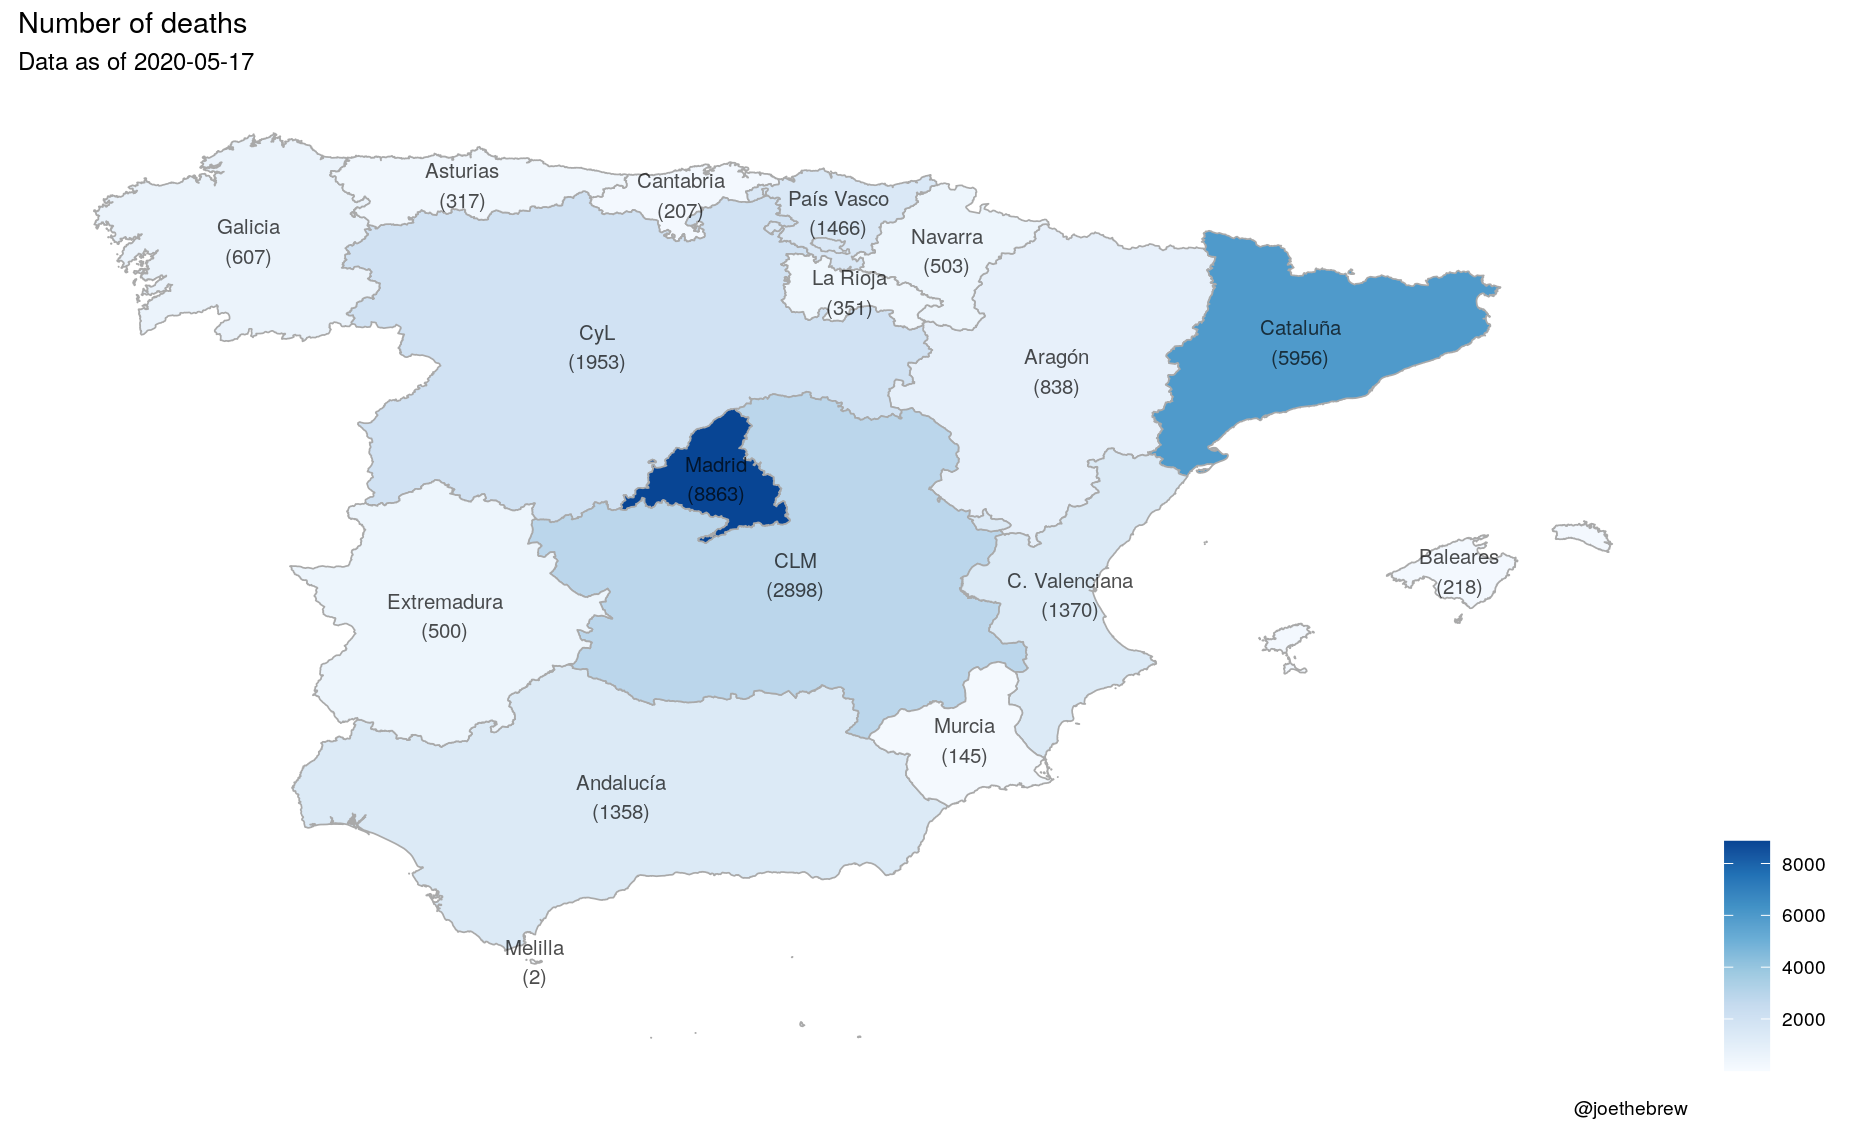 Number of deaths
Data as of 2020-05-17
Asturias
(317)
Cantabria
(207)
País Vasco
(1466)
Galicia
(607)
Navarra
(503)
La Rioja
(351)
CyL
(1953)
Cataluña
(5956)
Aragón
(838)
Madrid
(8863)
CLM
(2898)
C. Valenciana
(1370)
Baleares
(218)
Extremadura
(500)
Murcia
(145)
Andalucía
(1358)
Melilla
(2)
8000
6000
4000
2000
@joethebrew